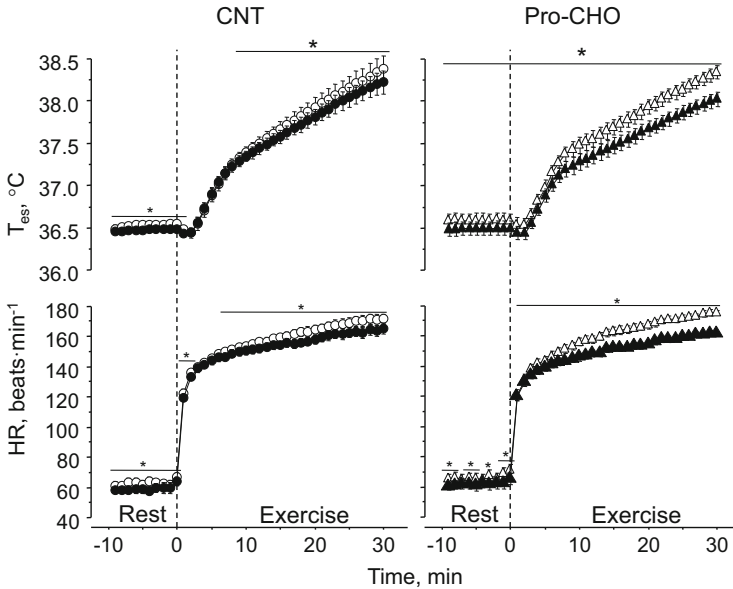 CNT
Pro-CHO
*
*
38.5
38.0
37.5
37.0
36.5
36.0
Tes, °C
*
180
160
140
120
100
80
60
40
HR, beats·min⁻¹
*
*
*
*
* * * *
Rest Exercise
Rest Exercise
-10 0 10 20 30
-10 0 10 20 30
Time, min